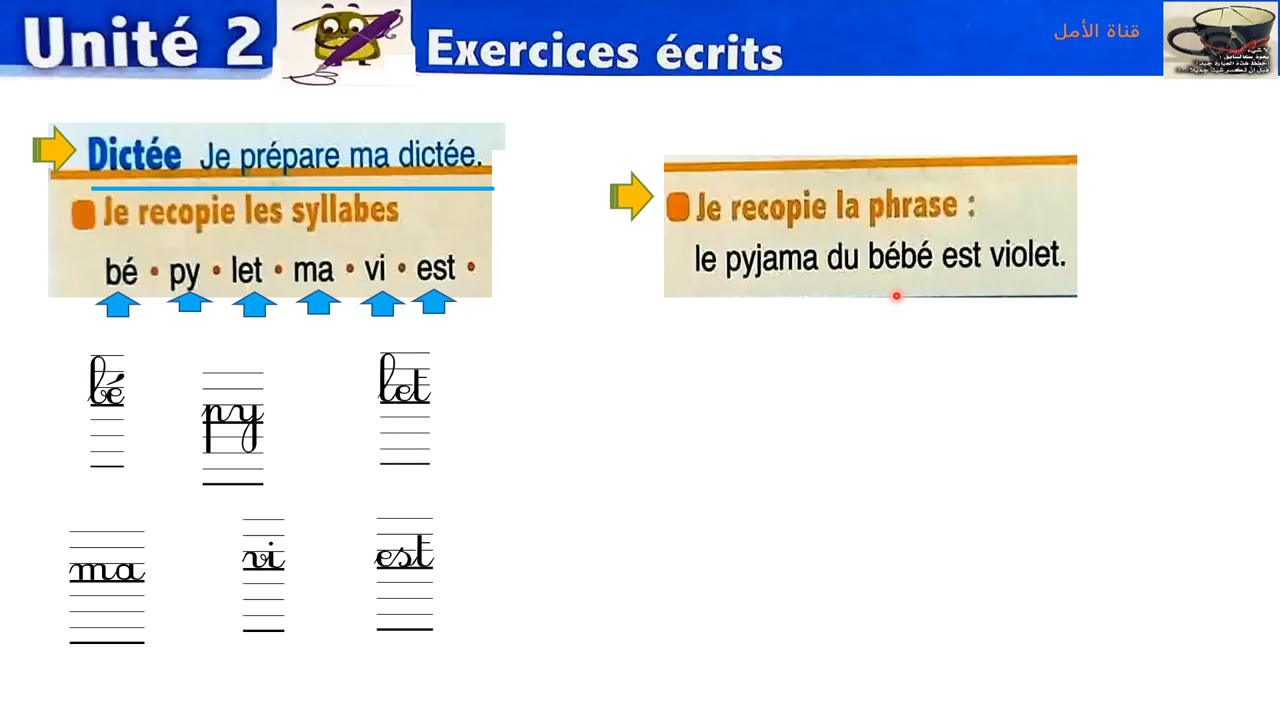 Unité 2 Exercices écrits
قناة الأمل
Dictée Je prépare ma dictée.
Je recopie les syllabes
bé • py • let • ma • vi • est •
Je recopie la phrase :
le pyjama du bébé est violet.
bé py let
ma vi est